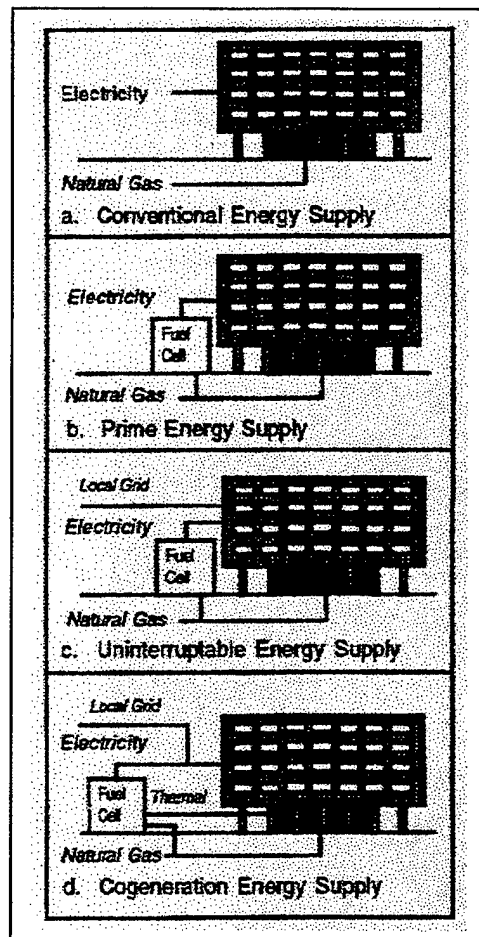 Electricity
Natural Gas
a. Conventional Energy Supply
Electricity
Fuel
Cell
Natural Gas
b. Prime Energy Supply
Local Grid
Electricity
Fuel
Cell
Natural Gas
c. Uninterruptable Energy Supply
Local Grid
Electricity
Fuel
Cell
Thermal
Natural Gas
d. Cogeneration Energy Supply